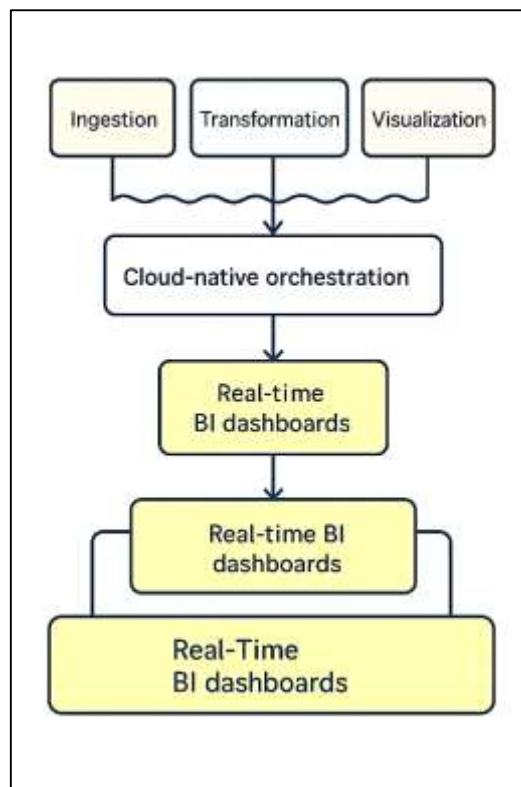 Ingestion
Transformation
Visualization
Cloud-native orchestration
Real-time
BI dashboards
Real-time BI
dashboards
Real-Time
BI dashboards